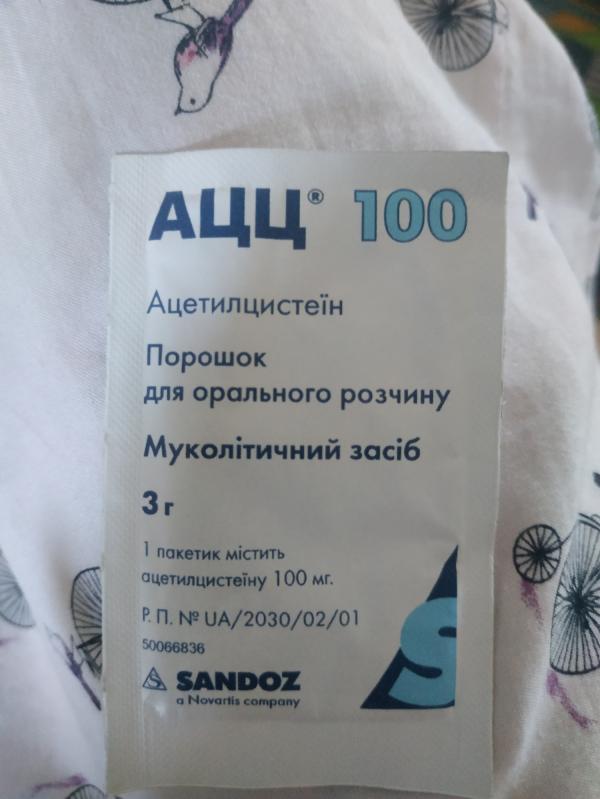 АЦЦ® 100
Ацетилцистеїн
Порошок
для орального розчину
Муколітичний засіб
3 г
1 пакетик містить
ацетилцистеїну 100 мг.
Р. П. № UA/2030/02/01
50066836
S SANDOZ
a Novartis company
S